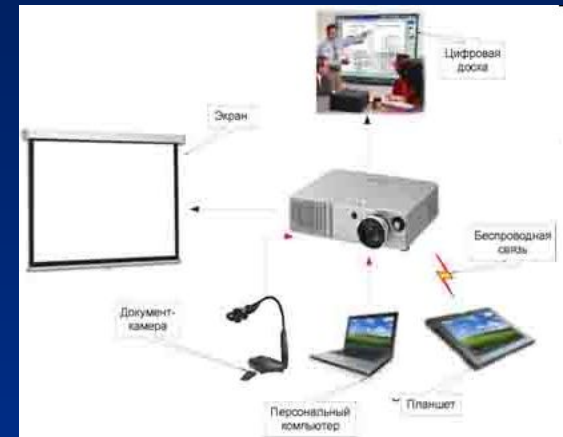 Цифровая
доска
Экран
Беспроводная
связь
Документ-
камера
Персональный
компьютер
Планшет